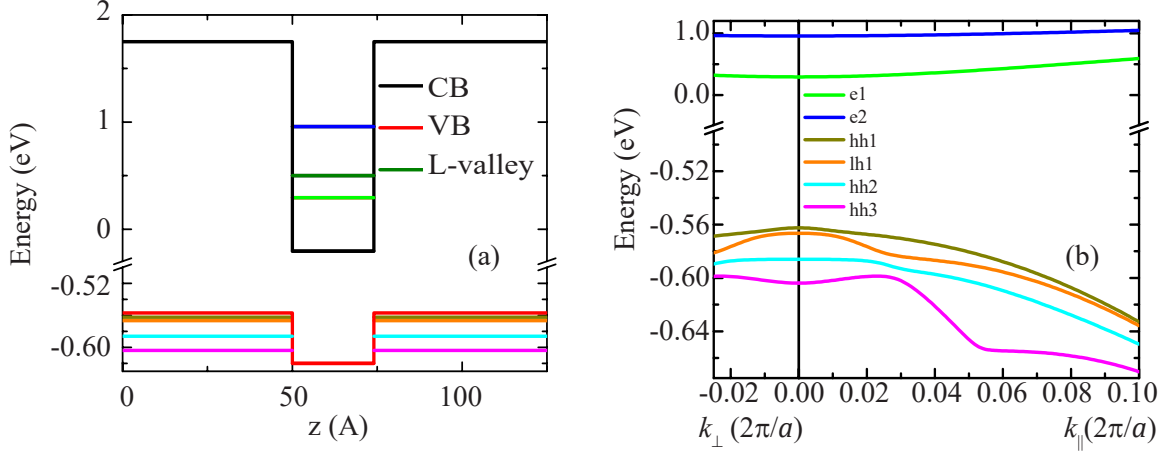 2
1
0
-0.52
-0.60
Energy (eV)
CB
VB
L-valley
(a)
0
50
100
z (A)
1.0
0.0
-0.52
-0.56
-0.60
-0.64
Energy (eV)
e1
e2
hh1
lh1
hh2
hh3
(b)
-0.02 0.00 0.02 0.04 0.06 0.08 0.10
k⊥(2π/a) k∥(2π/a)